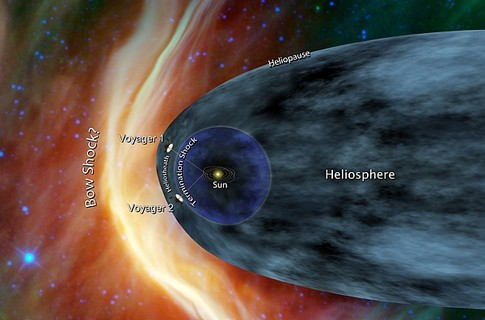 Heliopause
Bow Shock?
Voyager 1
Termination Shock
Heliosheath
Sun
Heliosphere
Voyager 2